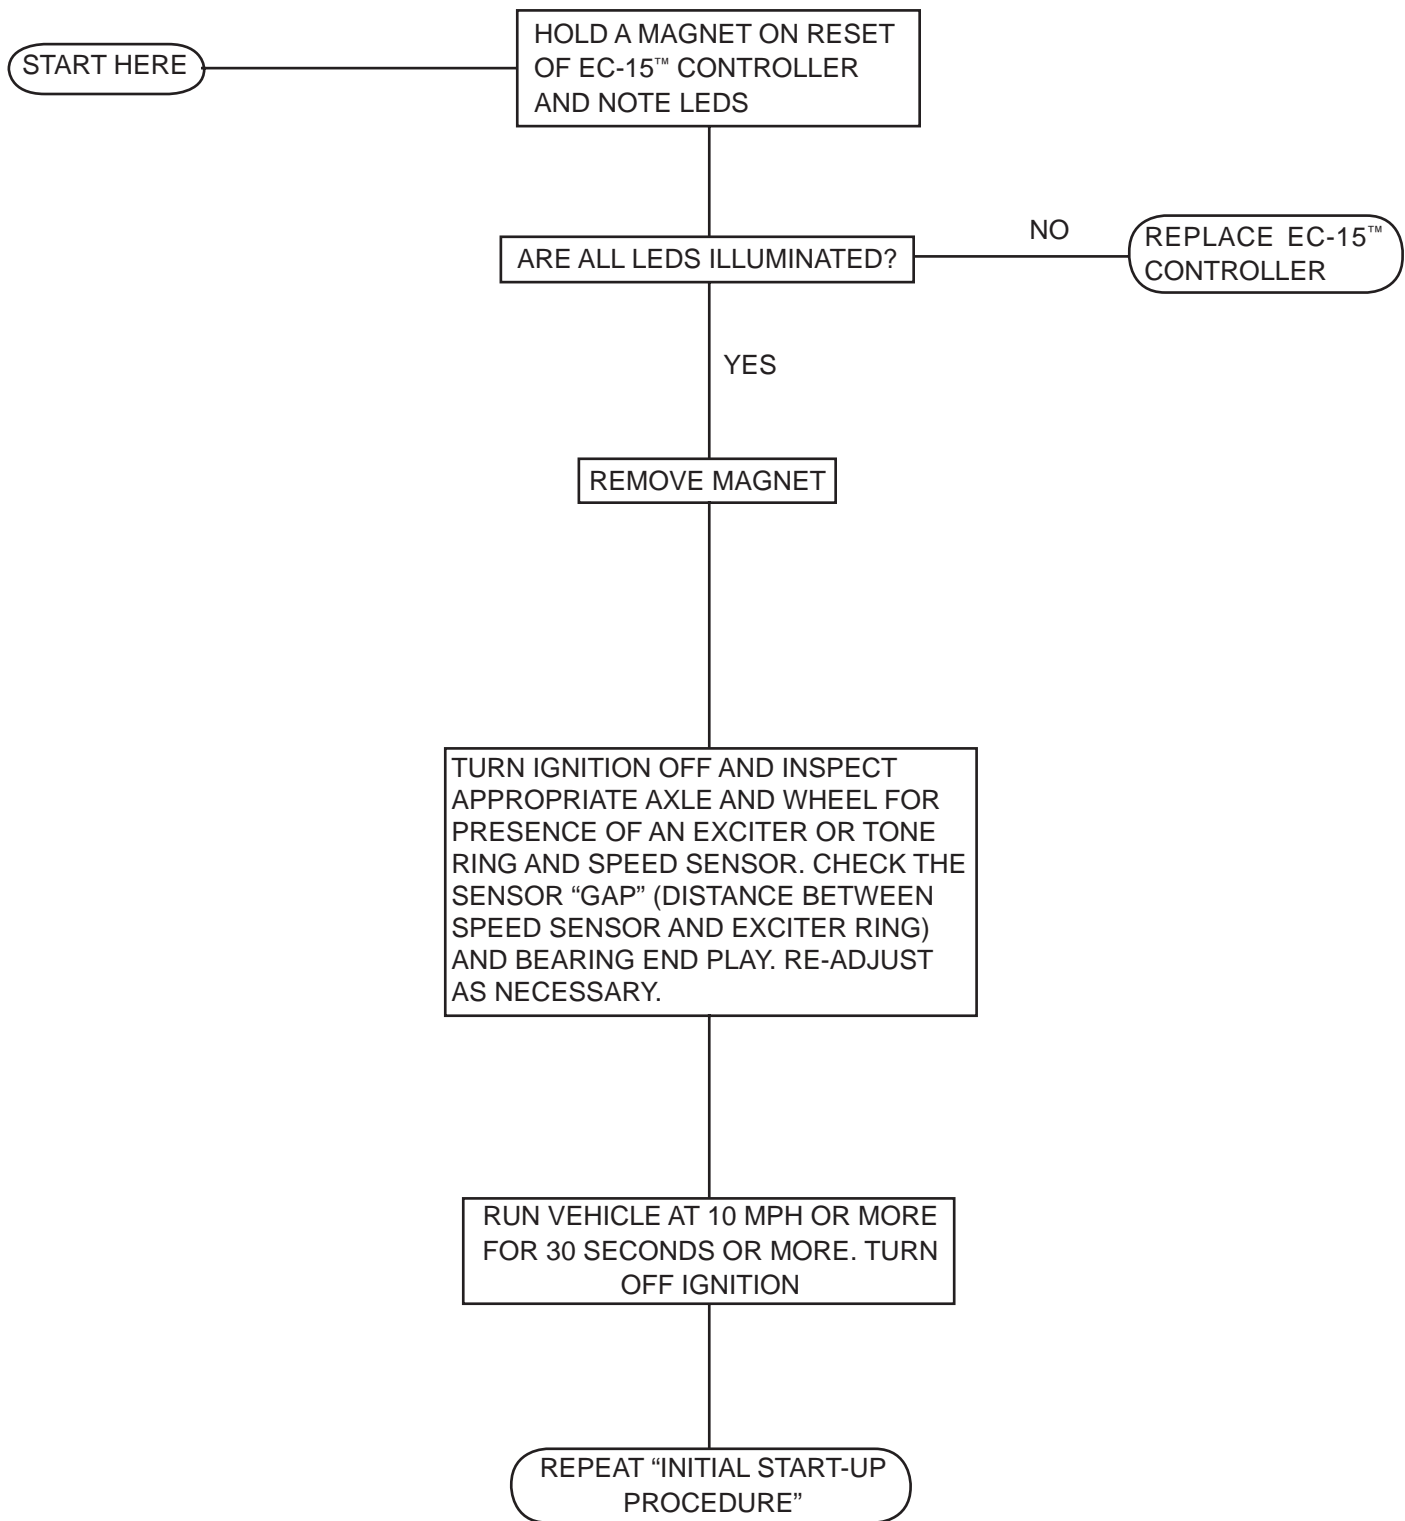 START HERE
HOLD A MAGNET ON RESET
OF EC-15™ CONTROLLER
AND NOTE LEDS
ARE ALL LEDS ILLUMINATED?
NO
REPLACE EC-15™
CONTROLLER
YES
REMOVE MAGNET
TURN IGNITION OFF AND INSPECT
APPROPRIATE AXLE AND WHEEL FOR
PRESENCE OF AN EXCITER OR TONE
RING AND SPEED SENSOR. CHECK THE
SENSOR “GAP” (DISTANCE BETWEEN
SPEED SENSOR AND EXCITER RING)
AND BEARING END PLAY. RE-ADJUST
AS NECESSARY.
RUN VEHICLE AT 10 MPH OR MORE
FOR 30 SECONDS OR MORE. TURN
OFF IGNITION
REPEAT “INITIAL START-UP
PROCEDURE”